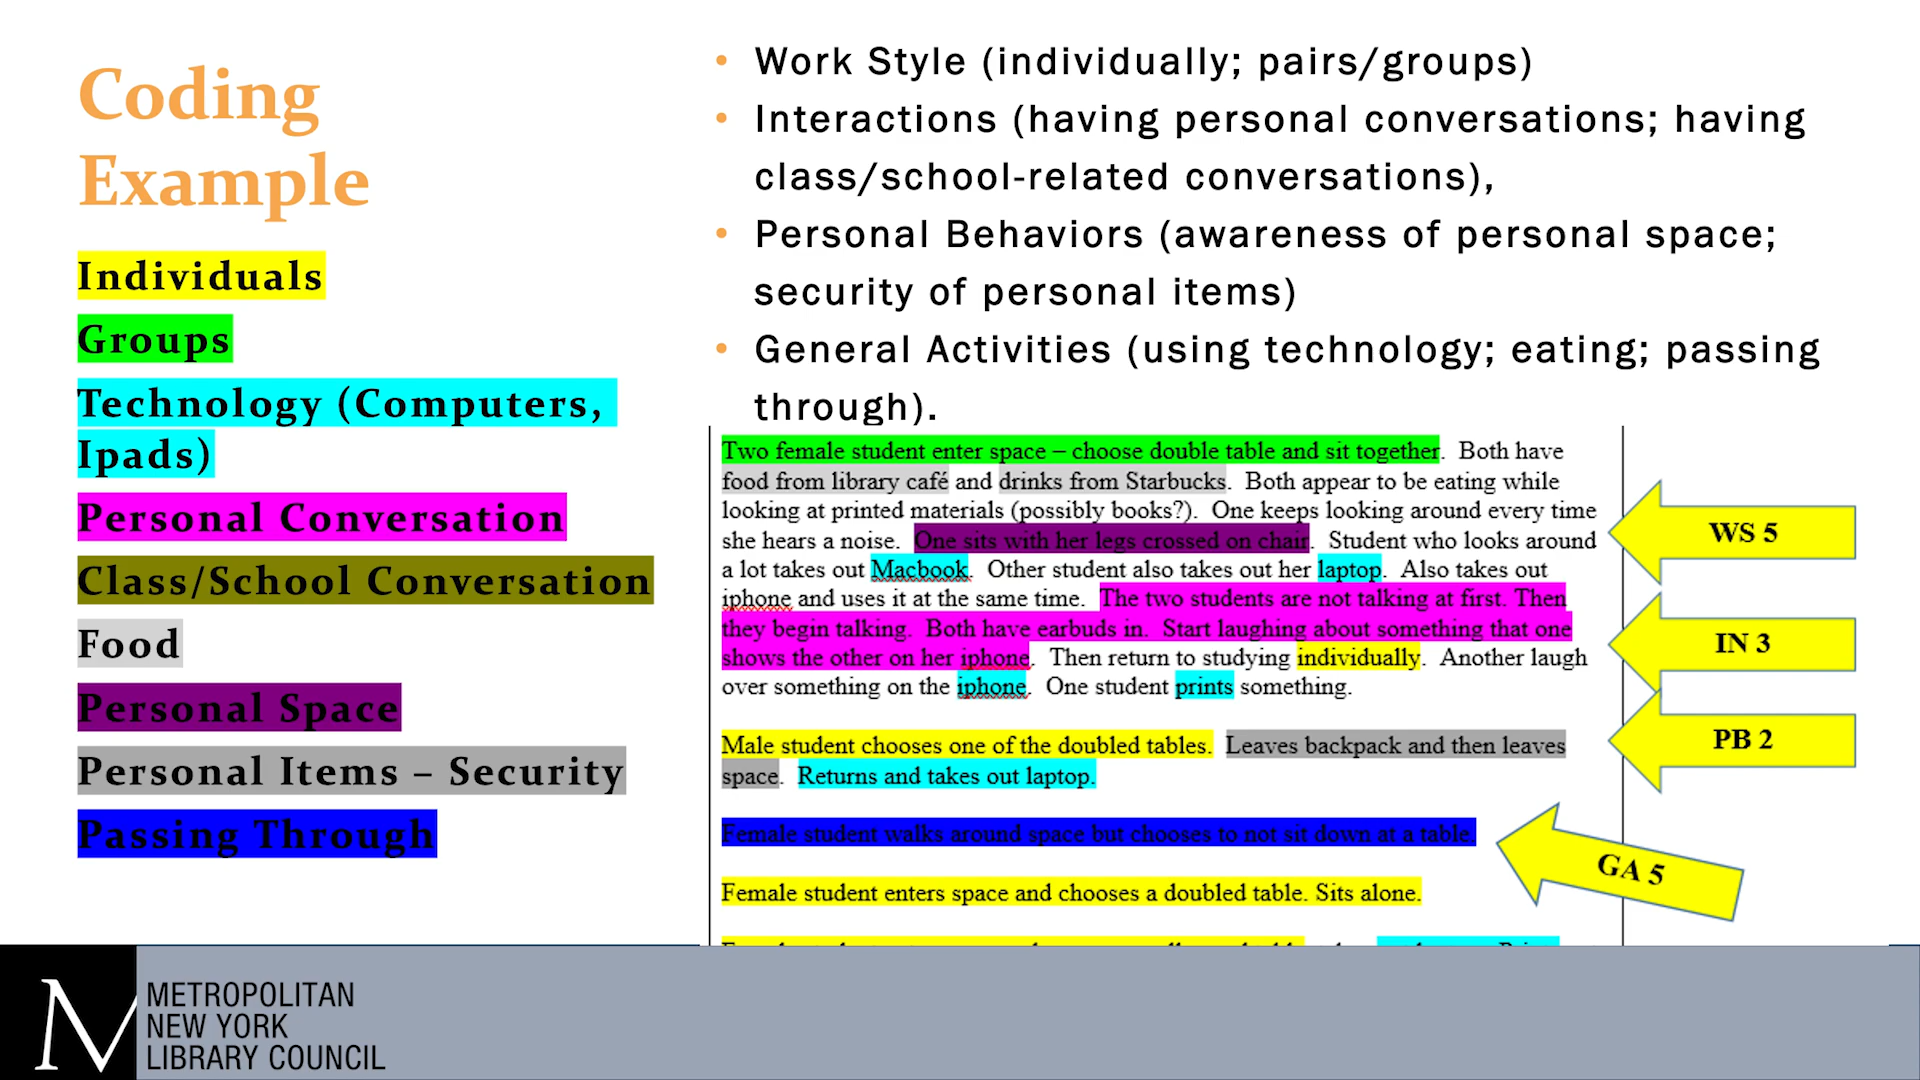 Coding
Example
Individuals
Groups
Technology (Computers,
Ipads)
Personal Conversation
Class/School Conversation
Food
Personal Space
Personal Items – Security
Passing Through
• Work Style (individually; pairs/groups)
• Interactions (having personal conversations; having
class/school-related conversations),
• Personal Behaviors (awareness of personal space;
security of personal items)
• General Activities (using technology; eating; passing
through).
Two female student enter space – choose double table and sit together. Both have
food from library café and drinks from Starbucks. Both appear to be eating while
looking at printed materials (possibly books?). One keeps looking around every time
she hears a noise. One sits with her legs crossed on chair. Student who looks around
a lot takes out Macbook. Other student also takes out her laptop. Also takes out
iphone and uses it at the same time. The two students are not talking at first. Then
they begin talking. Both have earbuds in. Start laughing about something that one
shows the other on her iphone. Then return to studying individually. Another laugh
over something on the iphone. One student prints something.
Male student chooses one of the doubled tables. Leaves backpack and then leaves
space. Returns and takes out laptop.
Female student walks around space but chooses to not sit down at a table.
Female student enters space and chooses a doubled table. Sits alone.
WS 5
IN 3
PB 2
GA 5
METROPOLITAN
NEW YORK
LIBRARY COUNCIL